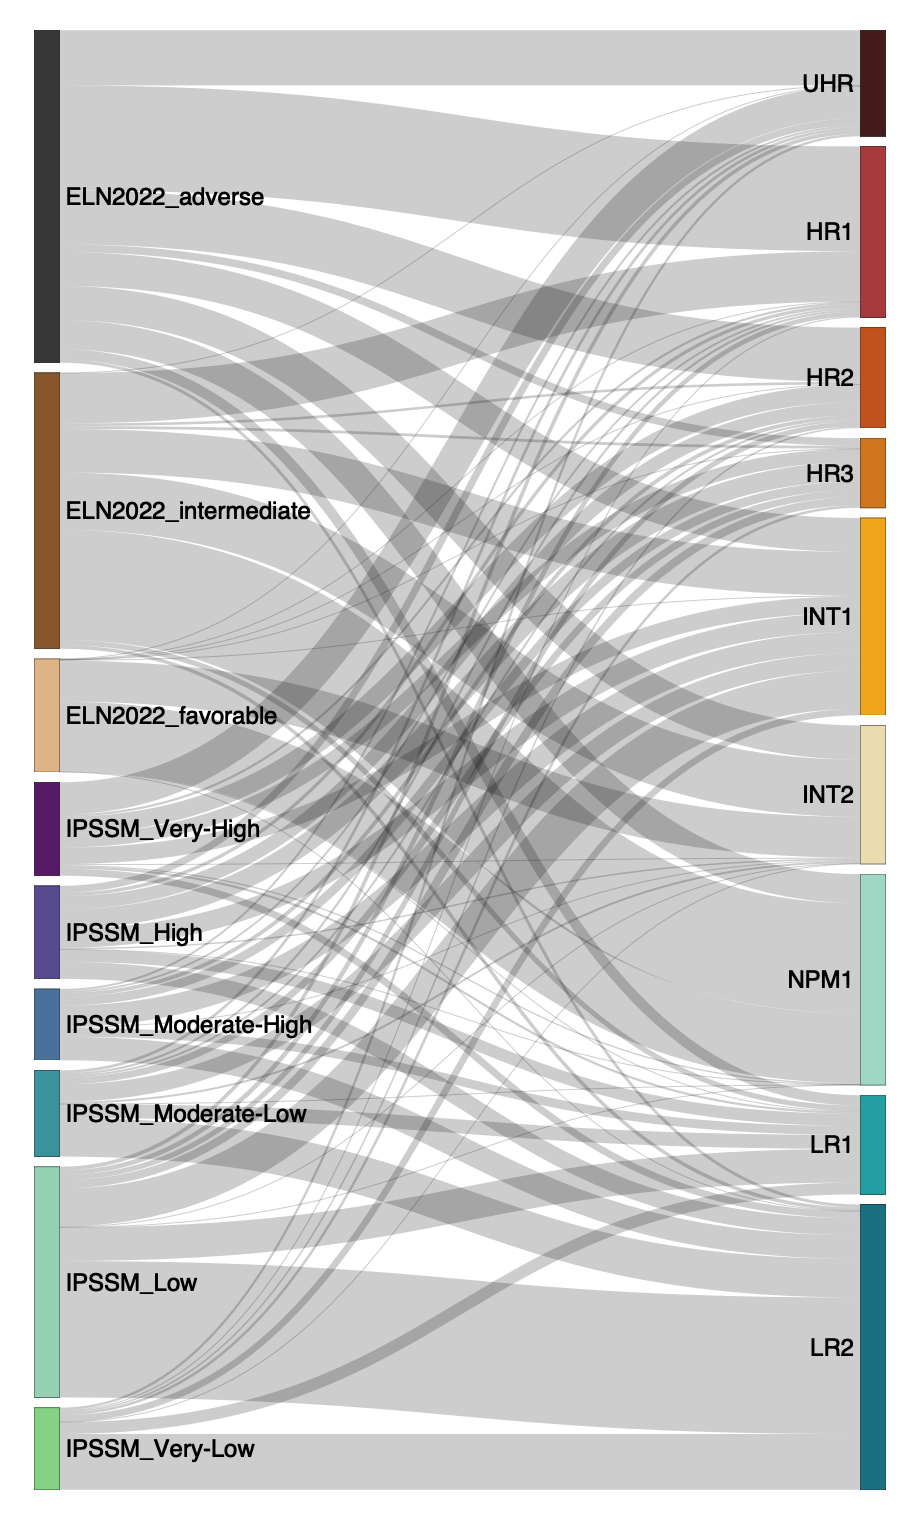 ELN2022_adverse
ELN2022_intermediate
ELN2022_favorable
IPSSM_Very-High
IPSSM_High
IPSSM_Moderate-High
IPSSM_Moderate-Low
IPSSM_Low
IPSSM_Very-Low
UHR
HR1
HR2
HR3
INT1
INT2
NPM1
LR1
LR2